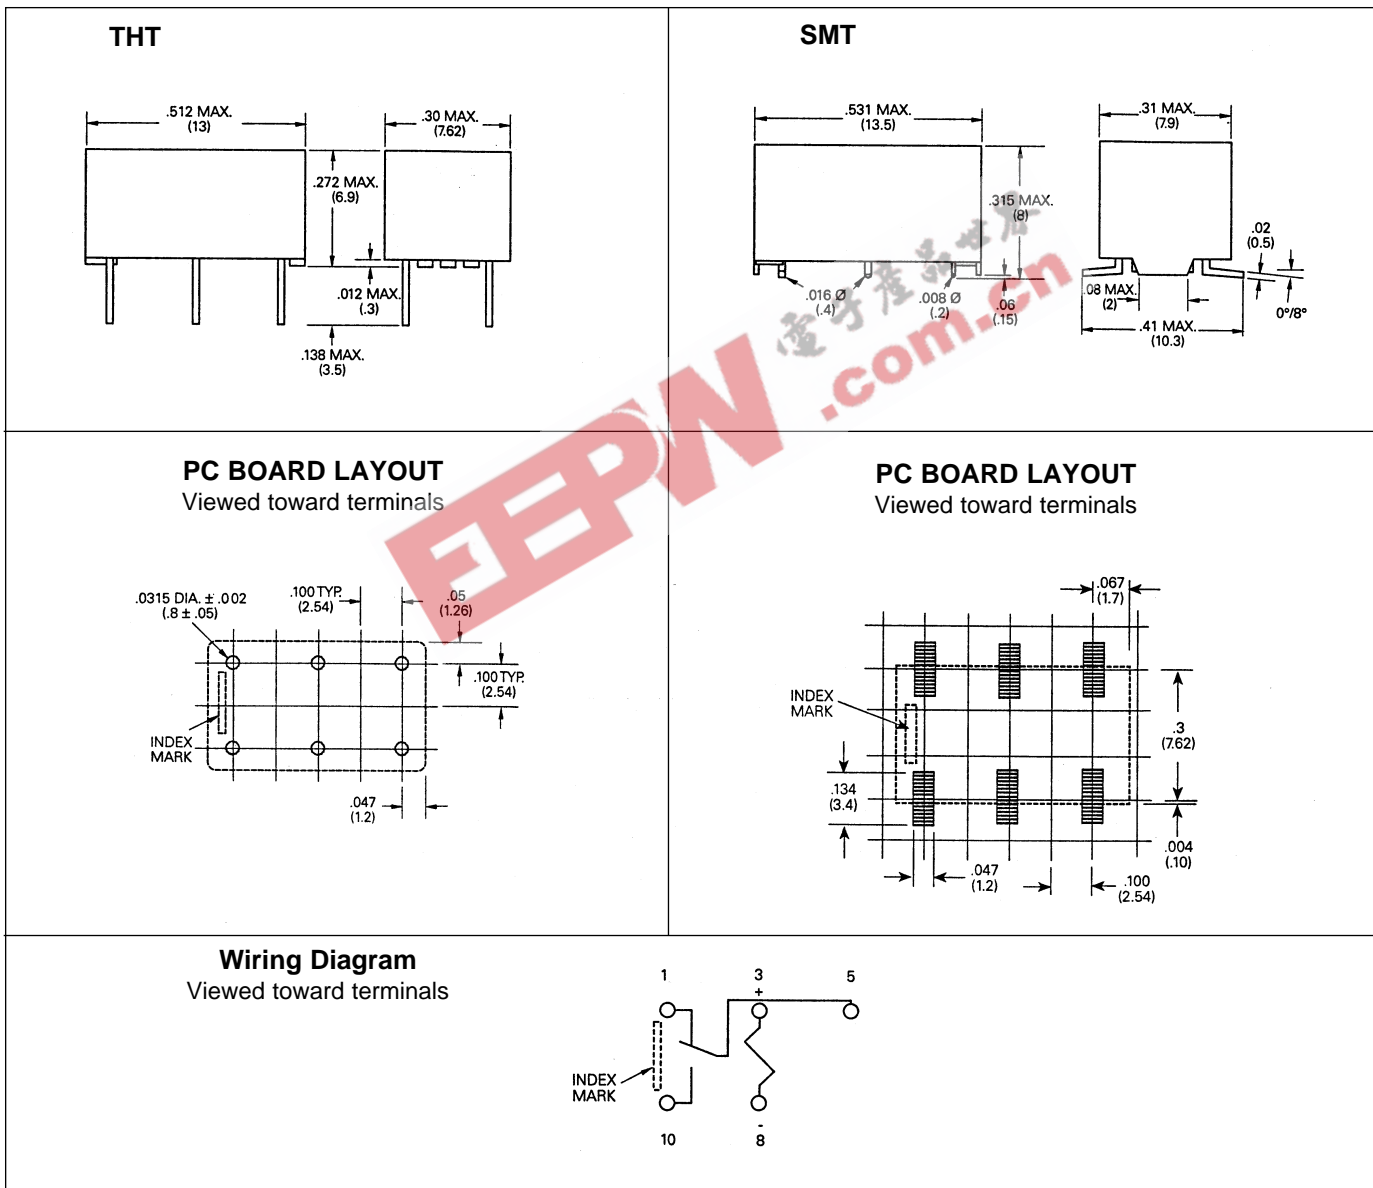 THT
.512 MAX.
(13)
.30 MAX.
(7.62)
.272 MAX.
(6.9)
.012 MAX.
(.3)
.138 MAX.
(3.5)
SMT
.531 MAX.
(13.5)
.31 MAX.
(7.9)
.315 MAX.
(8)
.02
(0.5)
.016 Ø
(.4)
.008 Ø
(.2)
.06
(.15)
.08 MAX.
(2)
0°/8°
.41 MAX.
(10.3)
電子產品世界
.com.cn
EEPW
PC BOARD LAYOUT
Viewed toward terminals
.0315 DIA. ± .002
(.8 ± .05)
.100 TYP.
(2.54)
.05
(1.26)
.100 TYP.
(2.54)
INDEX
MARK
.047
(1.2)
PC BOARD LAYOUT
Viewed toward terminals
.067
(1.7)
INDEX
MARK
.3
(7.62)
.134
(3.4)
.004
(.10)
.047
(1.2)
.100
(2.54)
Wiring Diagram
Viewed toward terminals
1 3 5
+
INDEX
MARK
-
10 8